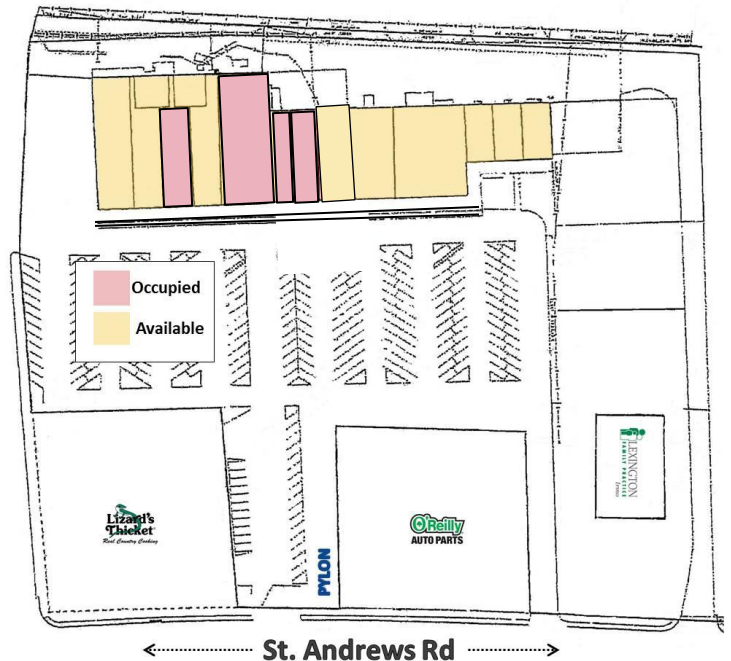 Occupied
Available
Lizard's
Thicket
Real Country Cooking
PYLON
O'Reilly
AUTO PARTS
LEXINGTON
FAMILY PRACTICE
St. Andrews Rd